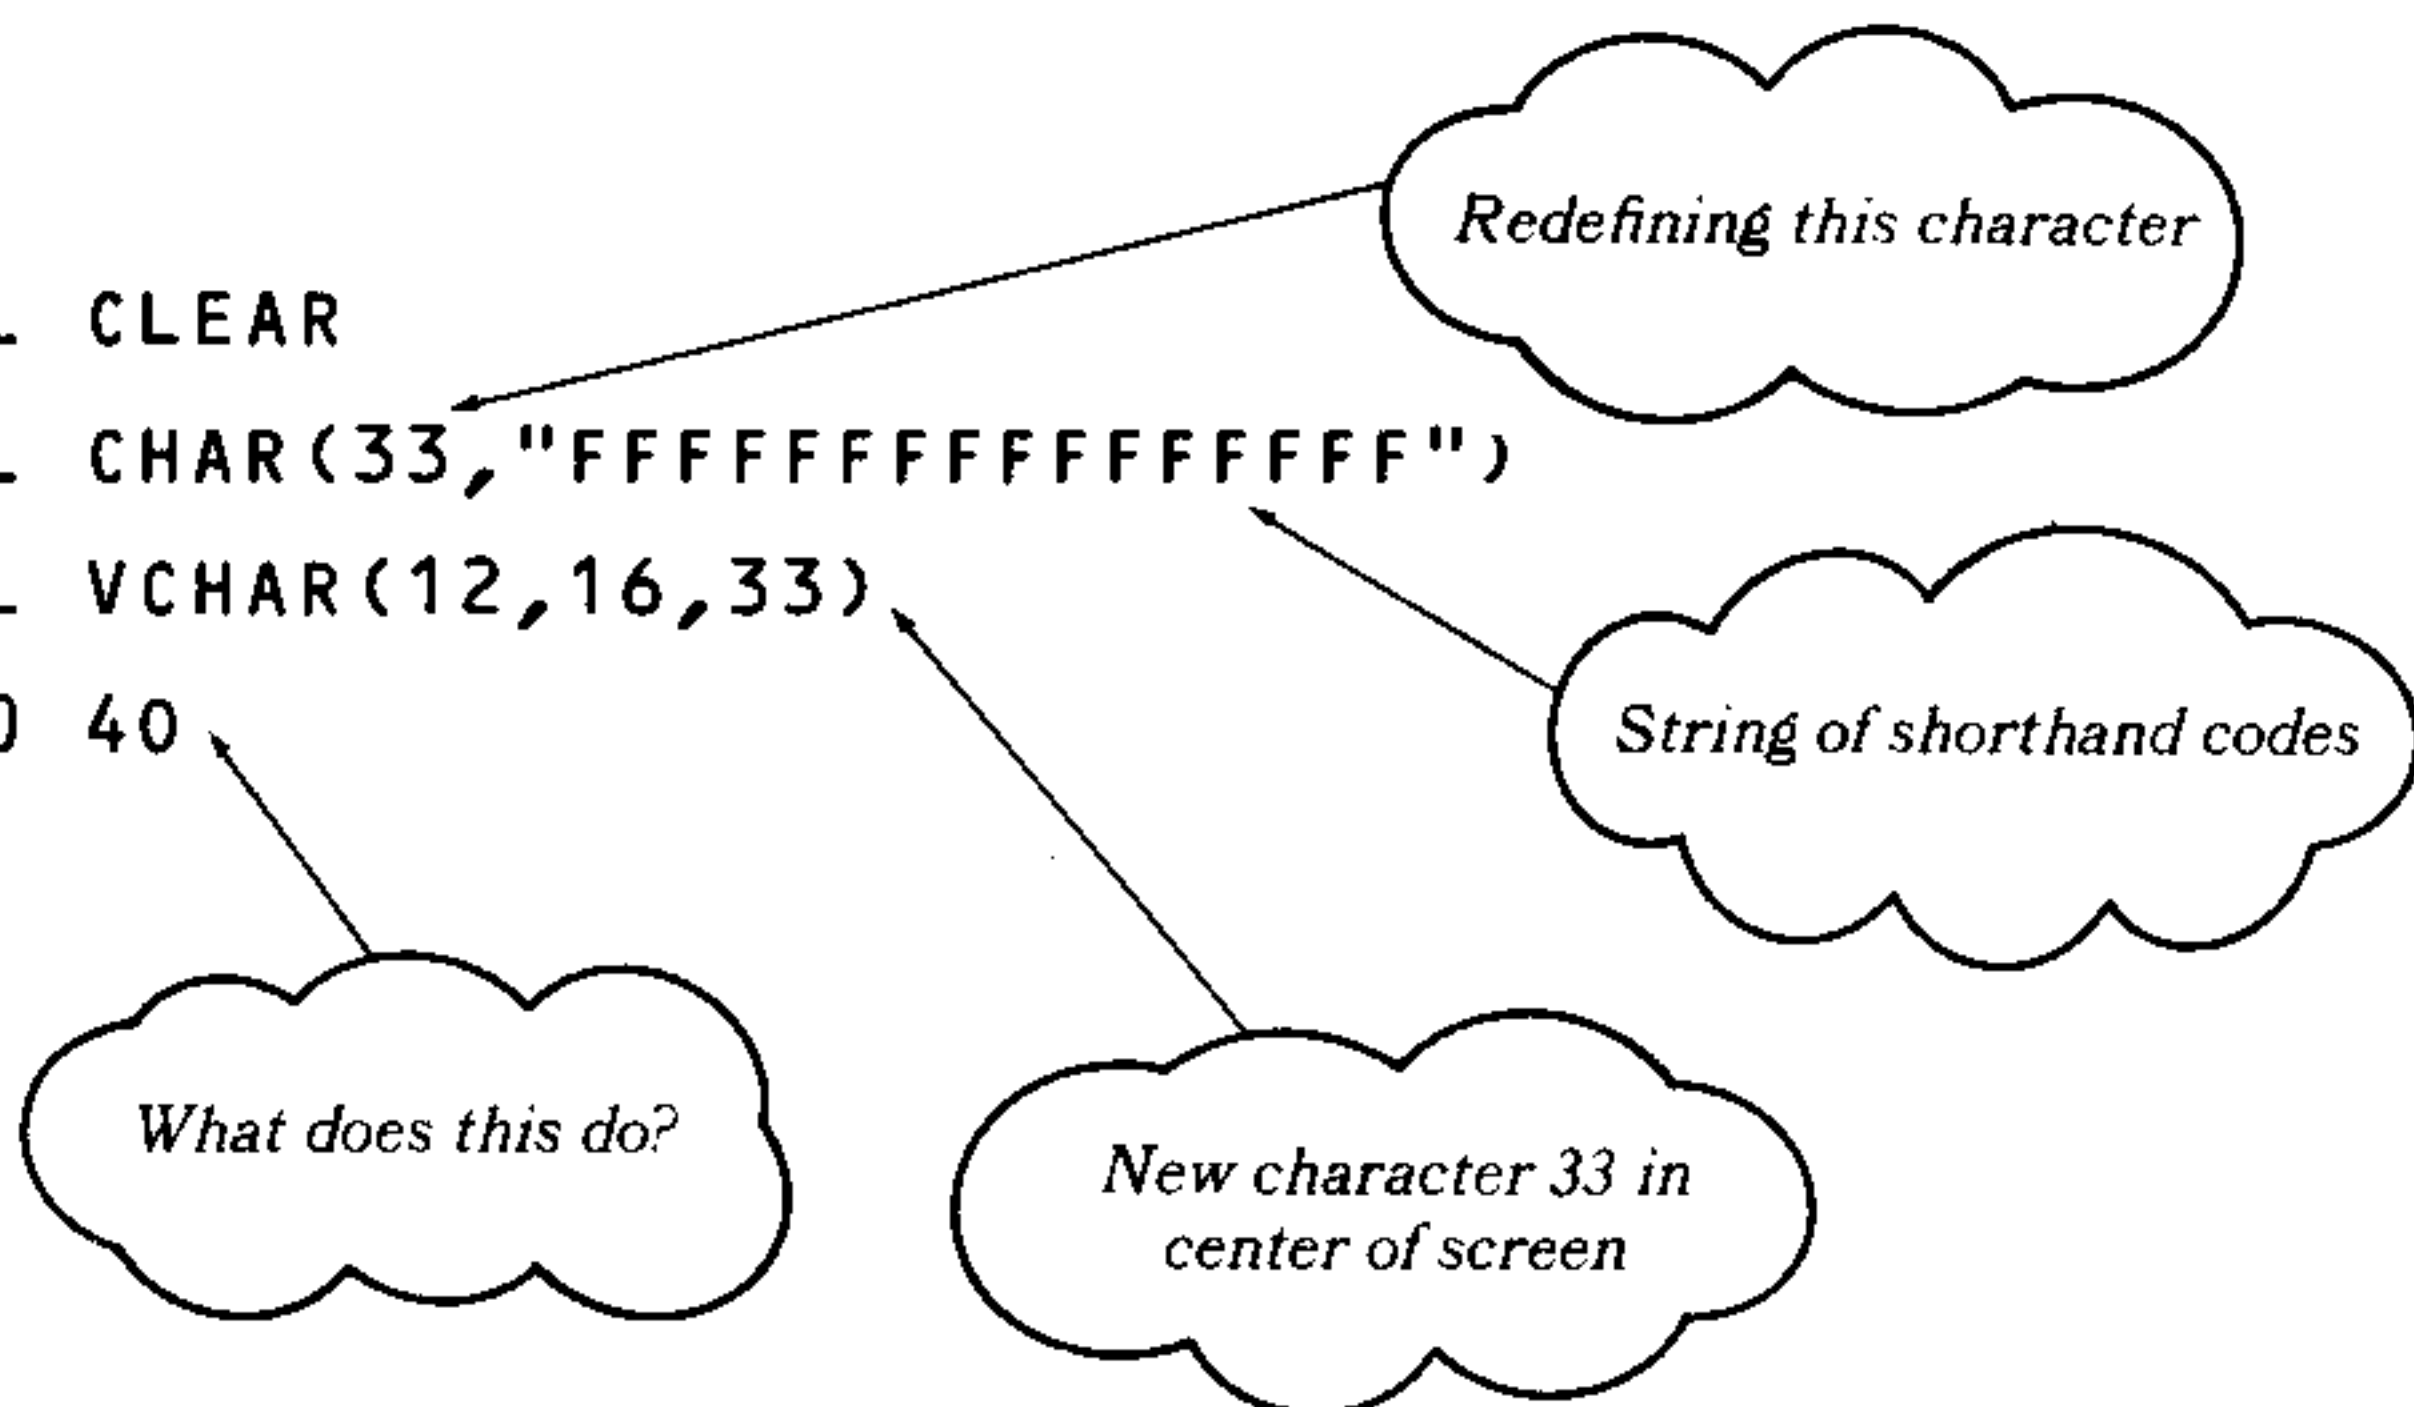 Redefining this character
CLEAR
CHAR(33,"FFFFFFFFFFFFFFFF")
VCHAR(12,16,33)
40
String of shorthand codes
What does this do?
New character 33 in
center of screen